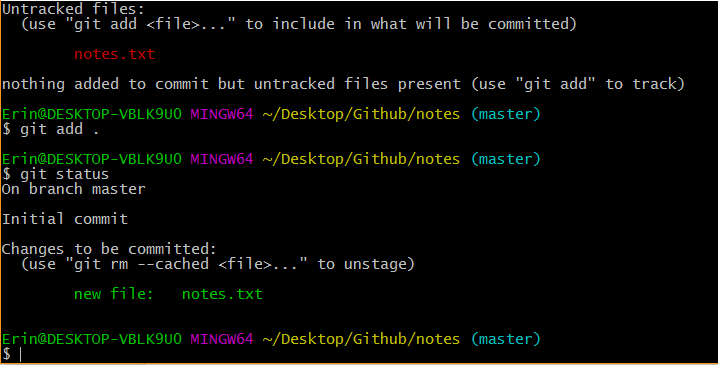 Untracked files:
  (use "git add <file>..." to include in what will be committed)
        notes.txt
nothing added to commit but untracked files present (use "git add" to track)
Erin@DESKTOP-VBLK9UO MINGW64 ~/Desktop/Github/notes (master)
$ git add .
Erin@DESKTOP-VBLK9UO MINGW64 ~/Desktop/Github/notes (master)
$ git status
On branch master
Initial commit
Changes to be committed:
  (use "git rm --cached <file>..." to unstage)
        new file:   notes.txt
Erin@DESKTOP-VBLK9UO MINGW64 ~/Desktop/Github/notes (master)
$